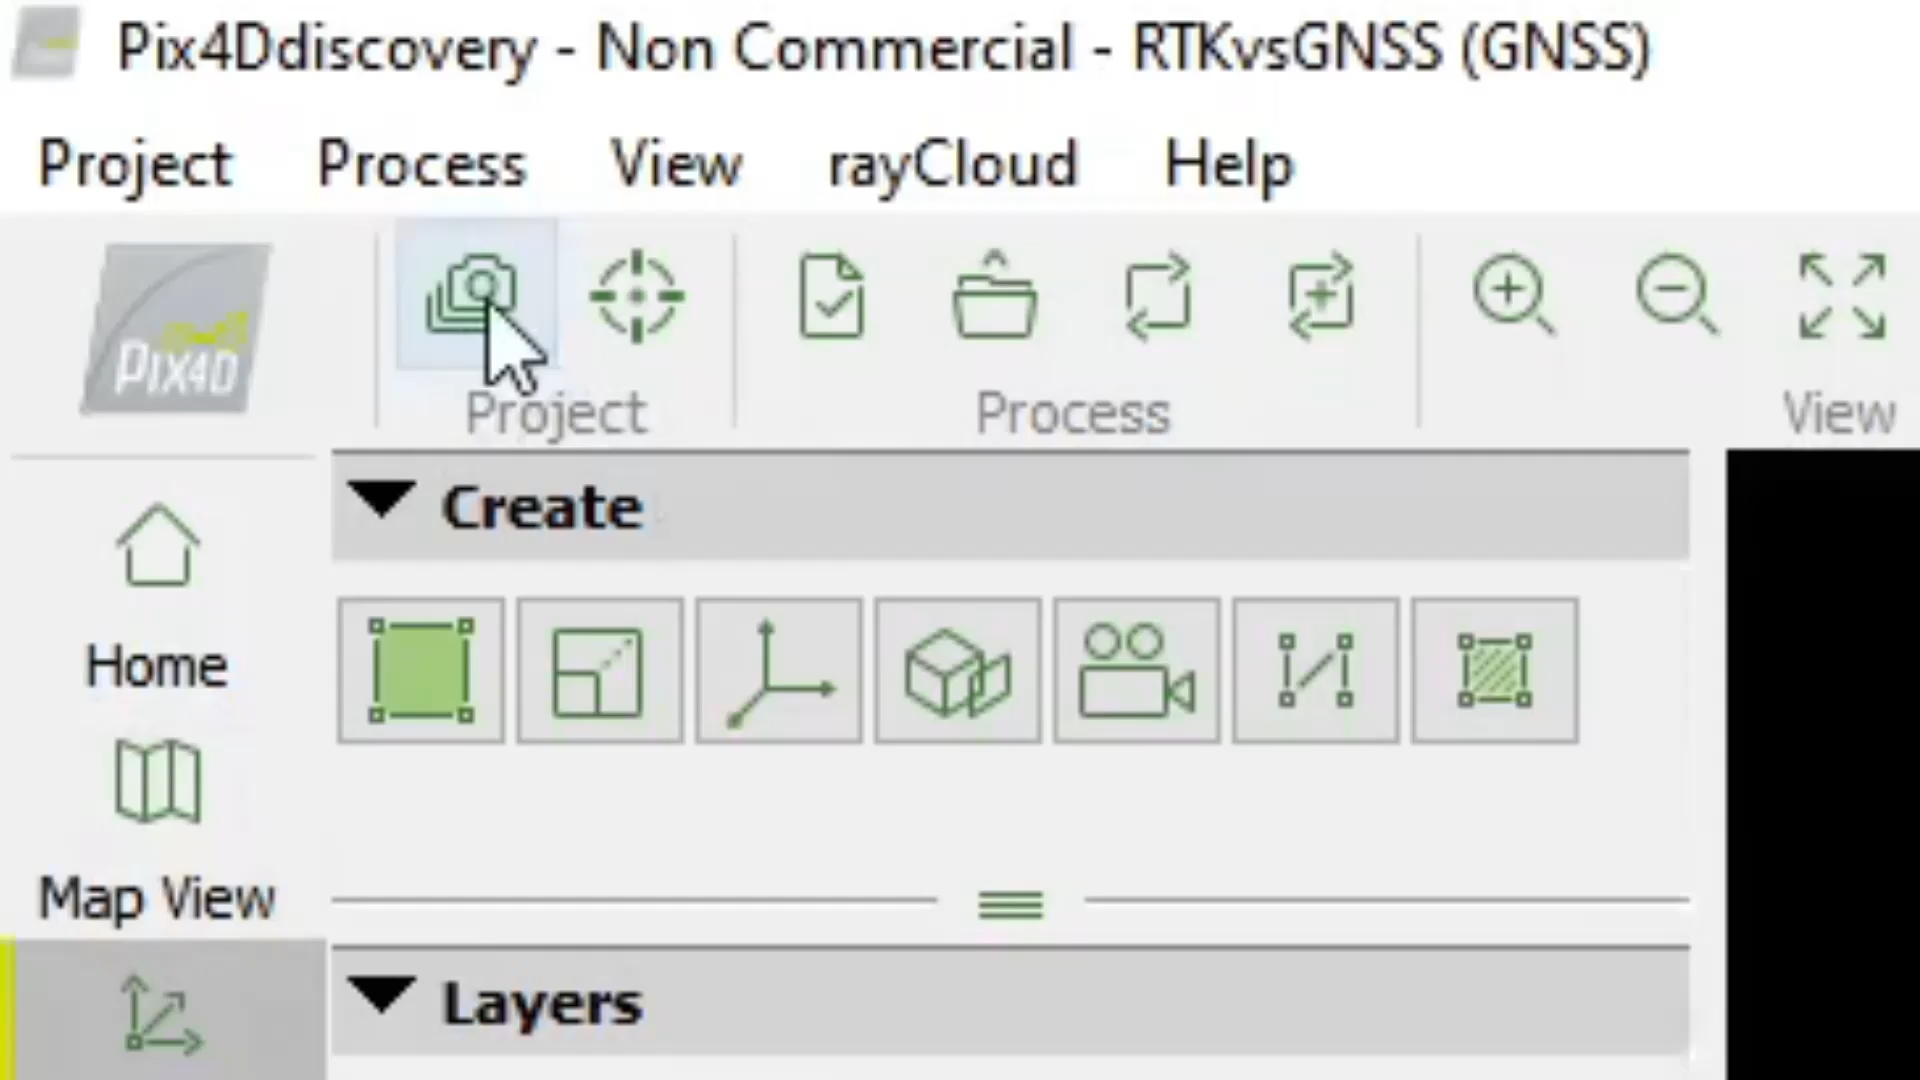 Pix4Ddiscovery - Non Commercial - RTKvsGNSS (GNSS)
Project Process View rayCloud Help
PIX4D
Project Process View
Create
Home
Map View
Layers